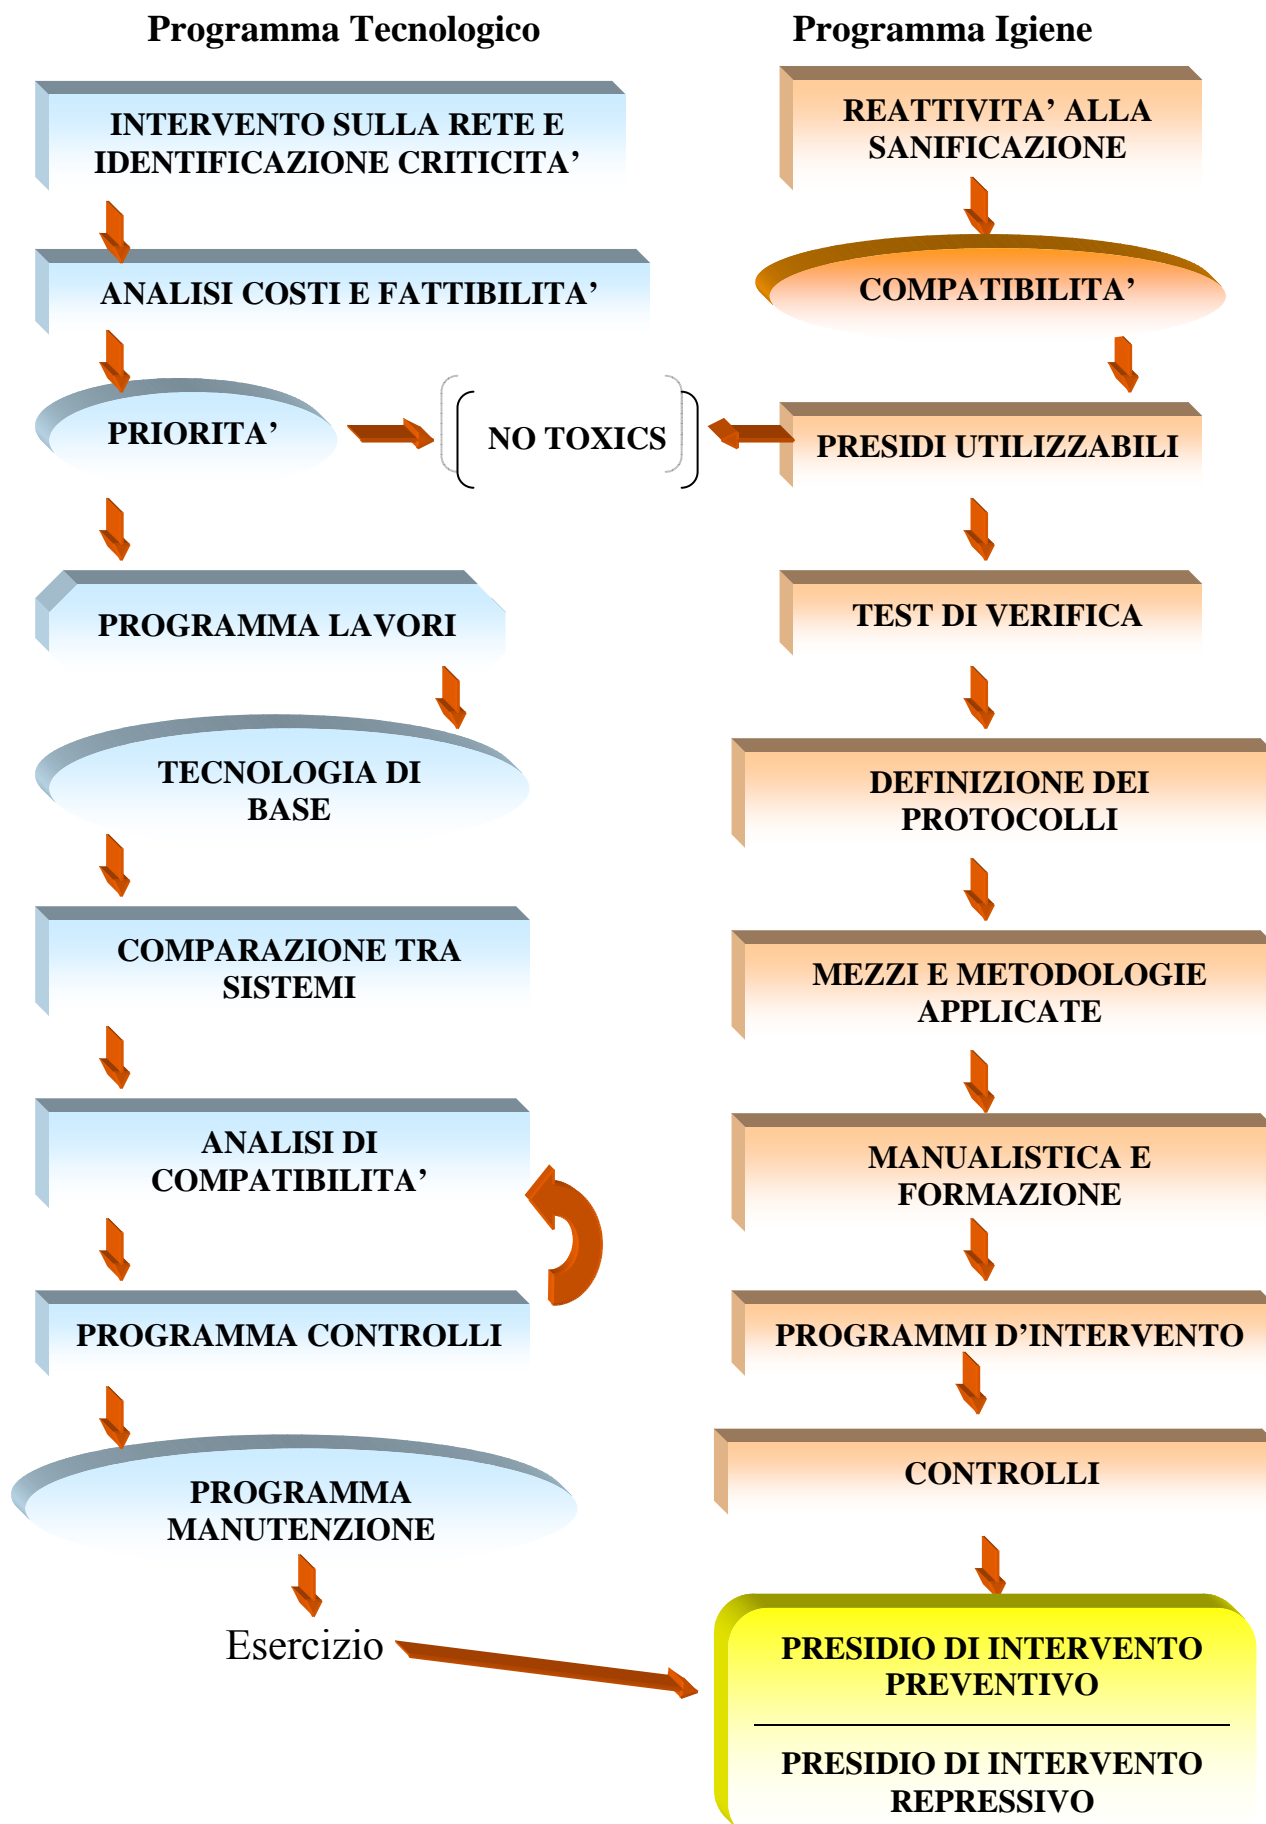 Programma Tecnologico
Programma Igiene
INTERVENTO SULLA RETE E
IDENTIFICAZIONE CRITICITA’
REATTIVITA’ ALLA
SANIFICAZIONE
ANALISI COSTI E FATTIBILITA’
COMPATIBILITA’
PRIORITA’
NO TOXICS
PRESIDI UTILIZZABILI
PROGRAMMA LAVORI
TEST DI VERIFICA
TECNOLOGIA DI
BASE
DEFINIZIONE DEI
PROTOCOLLI
COMPARAZIONE TRA
SISTEMI
MEZZI E METODOLOGIE
APPLICATE
ANALISI DI
COMPATIBILITA’
MANUALISTICA E
FORMAZIONE
PROGRAMMA CONTROLLI
PROGRAMMI D’INTERVENTO
PROGRAMMA
MANUTENZIONE
CONTROLLI
Esercizio
PRESIDIO DI INTERVENTO
PREVENTIVO
PRESIDIO DI INTERVENTO
REPRESSIVO